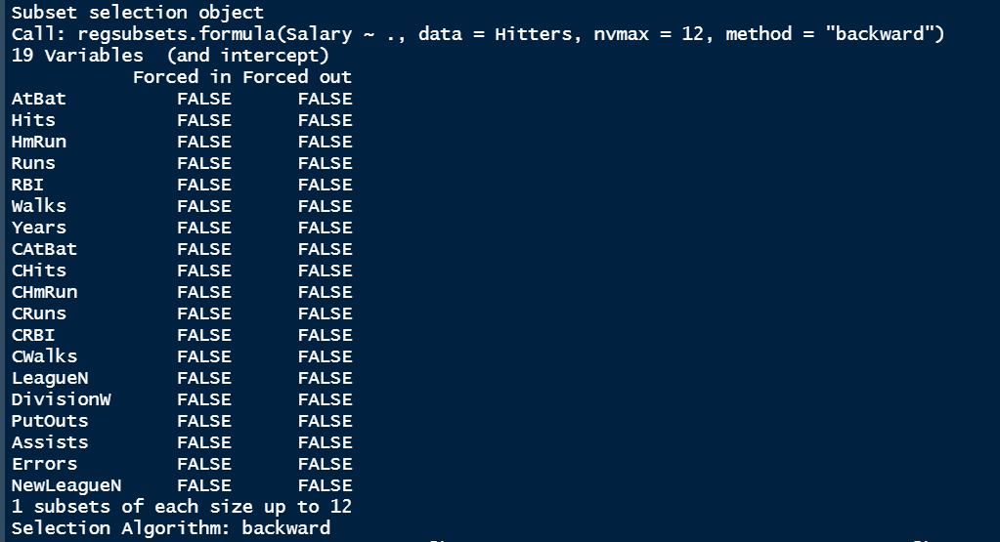 Subset selection object
Call: regsubsets.formula(Salary ~ ., data = Hitters, nvmax = 12, method = "backward")
19 Variables  (and intercept)
           Forced in Forced out
AtBat          FALSE      FALSE
Hits           FALSE      FALSE
HmRun          FALSE      FALSE
Runs           FALSE      FALSE
RBI            FALSE      FALSE
Walks          FALSE      FALSE
Years          FALSE      FALSE
CAtBat         FALSE      FALSE
CHits          FALSE      FALSE
CHmRun         FALSE      FALSE
CRuns          FALSE      FALSE
CRBI           FALSE      FALSE
CWalks         FALSE      FALSE
LeagueN        FALSE      FALSE
DivisionW      FALSE      FALSE
PutOuts        FALSE      FALSE
Assists        FALSE      FALSE
Errors         FALSE      FALSE
NewLeagueN     FALSE      FALSE
1 subsets of each size up to 12
Selection Algorithm: backward